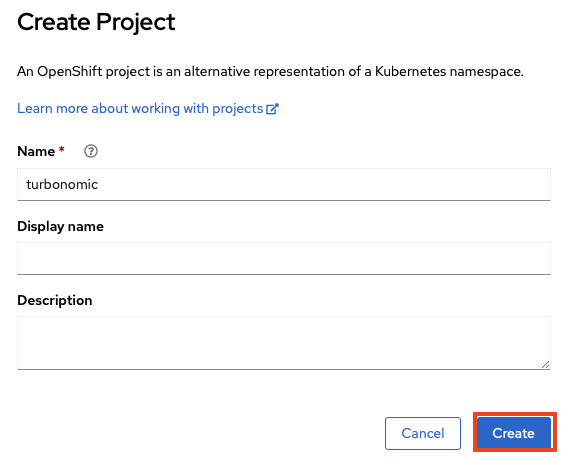 Create Project
An OpenShift project is an alternative representation of a Kubernetes namespace.
Learn more about working with projects
Name *
turbonomic
Display name
Description
Cancel
Create